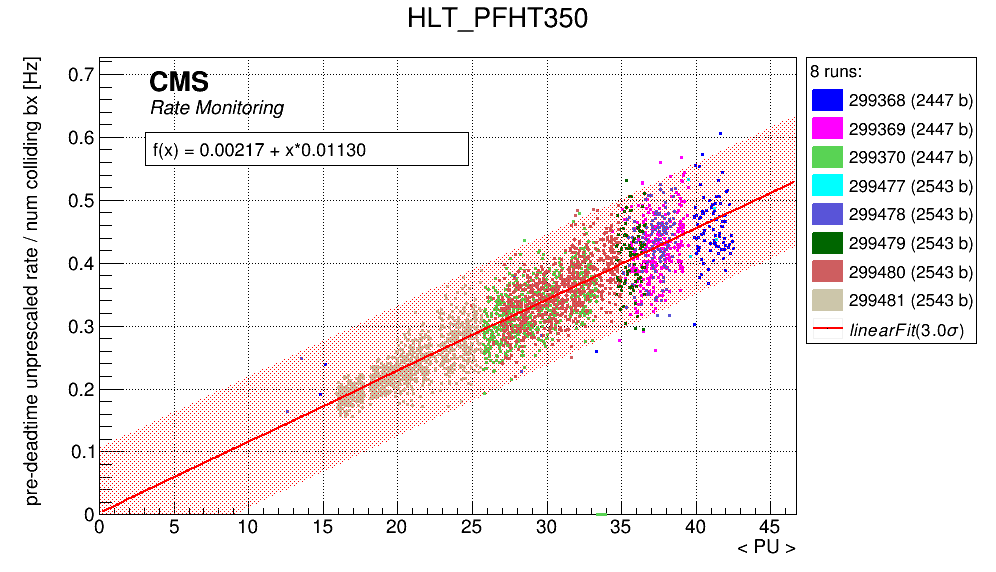 HLT_PFHT350
pre-deadtime unprescaled rate / num colliding bx [Hz]
0.7
0.6
0.5
0.4
0.3
0.2
0.1
0
CMS
Rate Monitoring
f(x) = 0.00217 + x*0.01130
0 5 10 15 20 25 30 35 40 45
< PU >
8 runs:
299368 (2447 b)
299369 (2447 b)
299370 (2447 b)
299477 (2543 b)
299478 (2543 b)
299479 (2543 b)
299480 (2543 b)
299481 (2543 b)
linearFit(3.0σ)